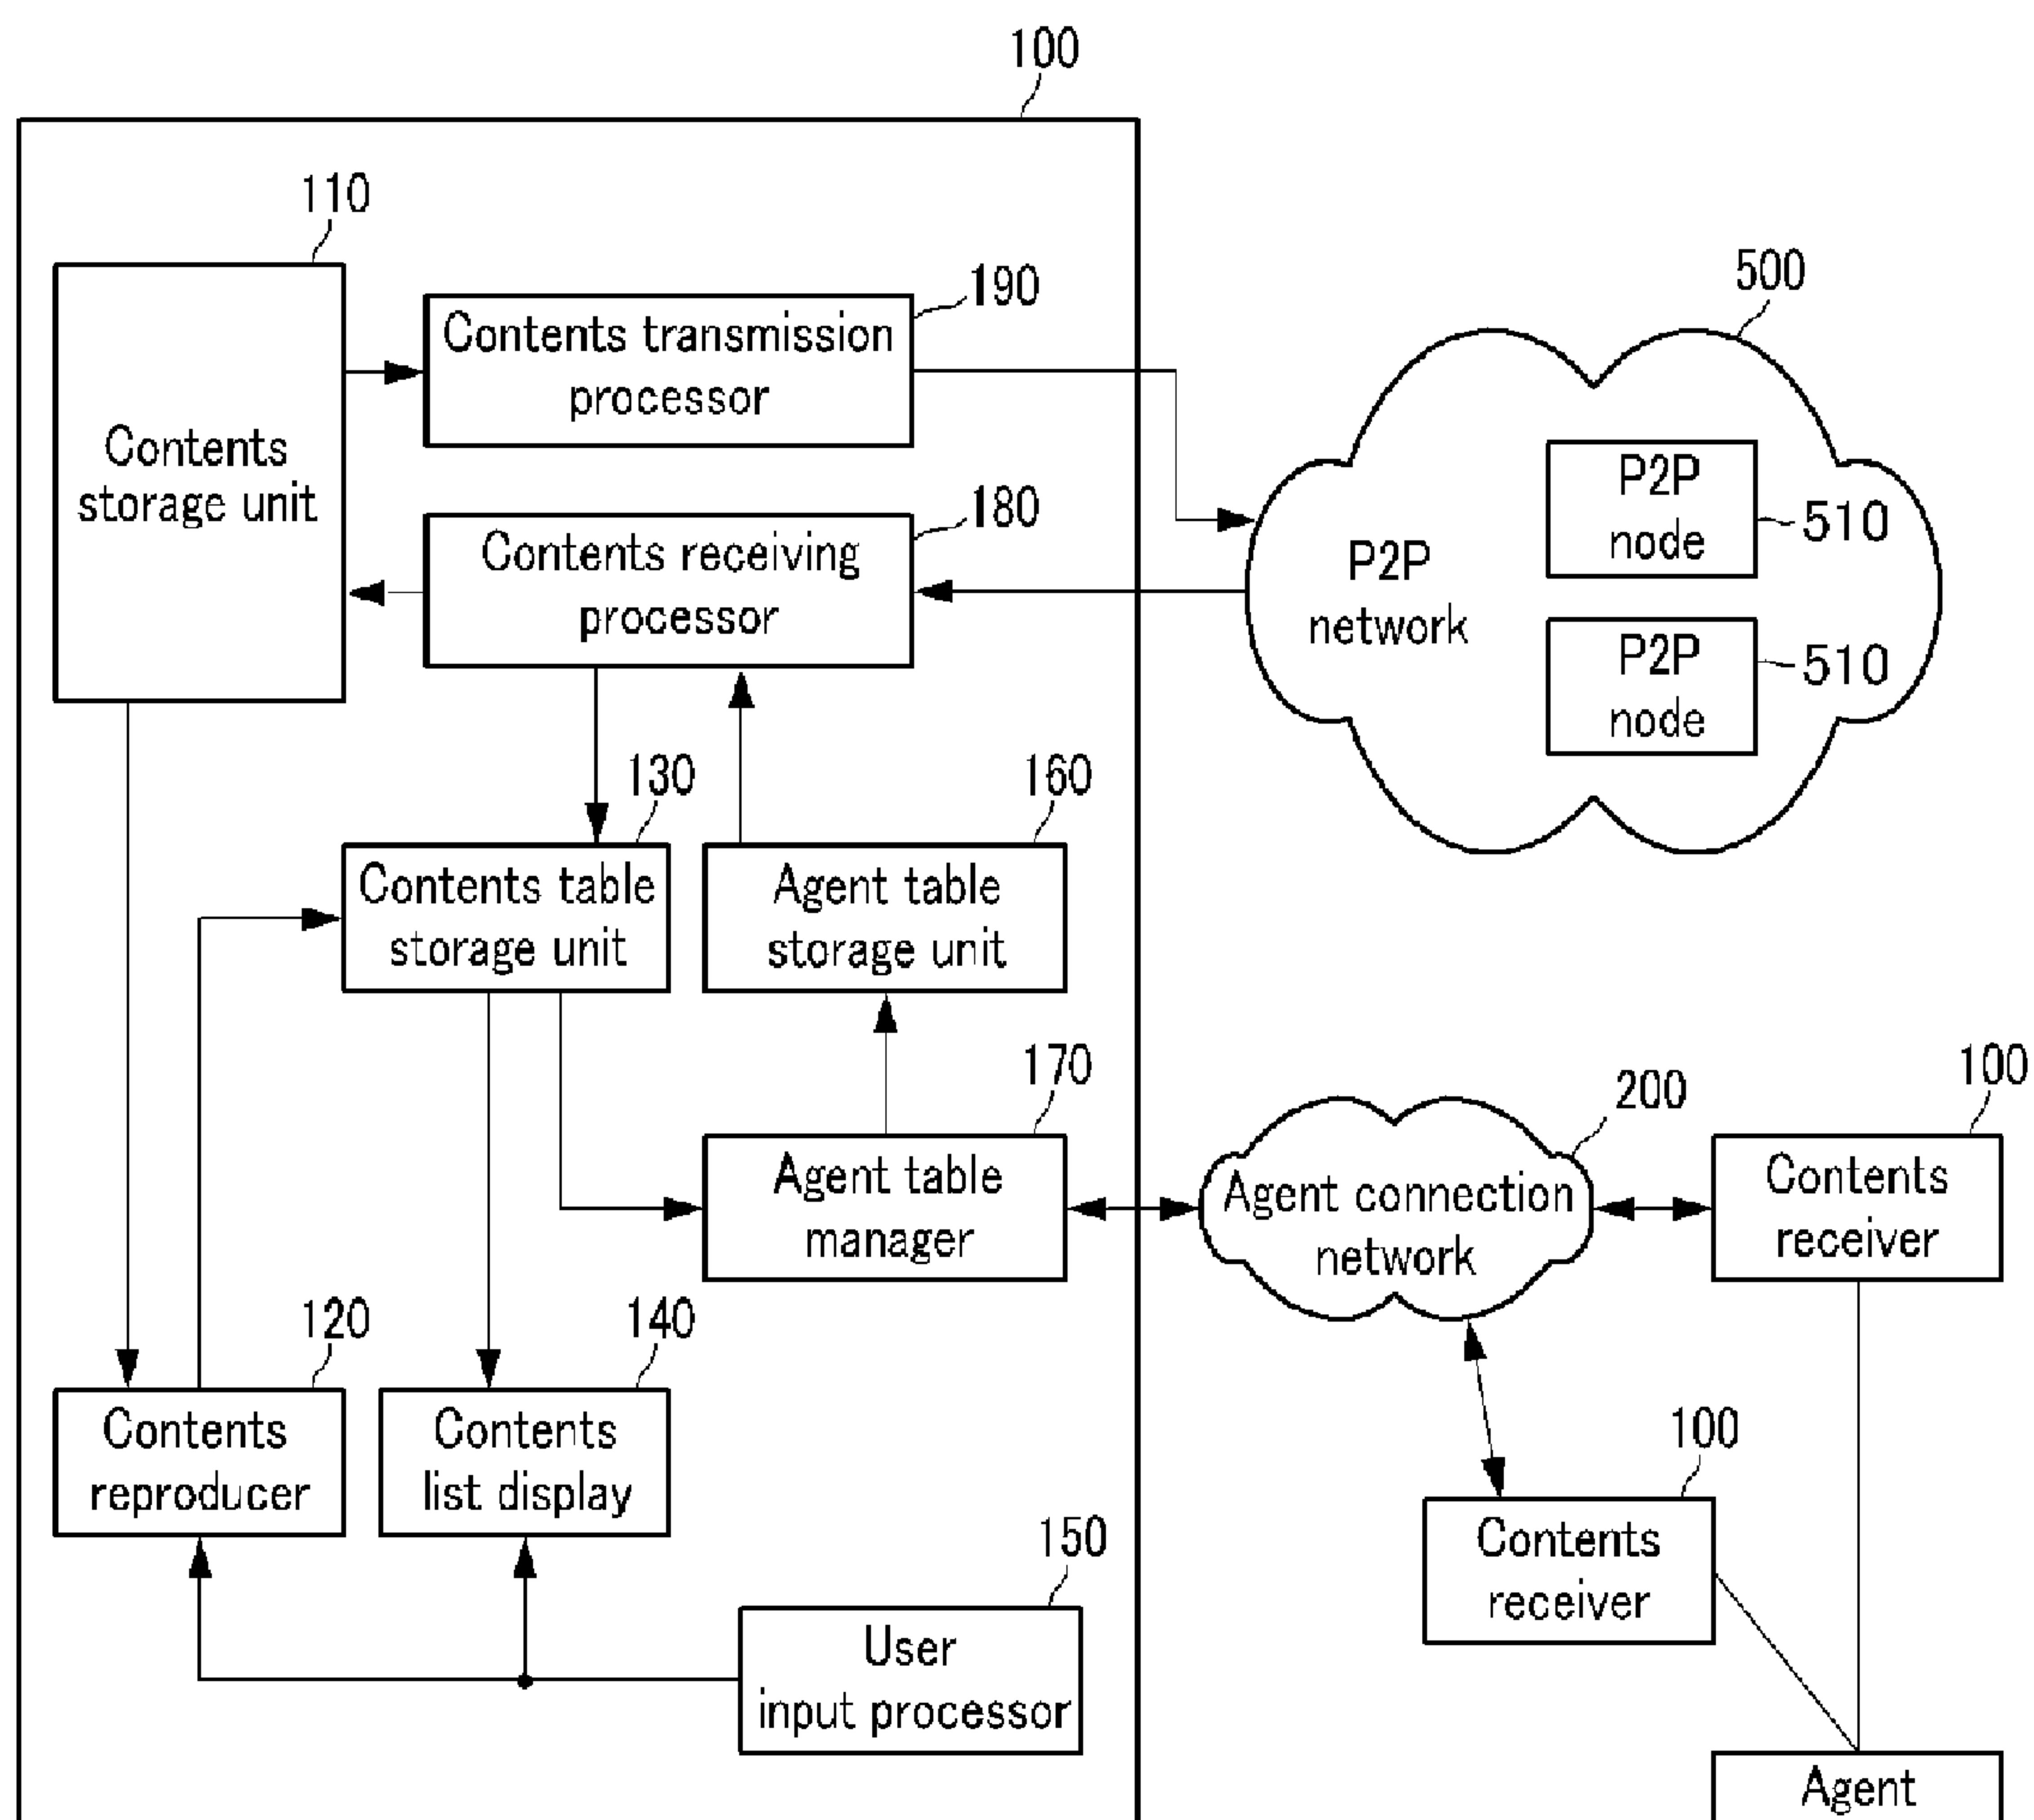 100
110
Contents
storage unit
190
Contents transmission
processor
180
Contents receiving
processor
500
P2P
network
P2P
node
510
P2P
node
510
130
Contents table
storage unit
160
Agent table
storage unit
170
Agent table
manager
200
Agent connection
network
100
Contents
receiver
120
Contents
reproducer
140
Contents
list display
100
Contents
receiver
150
User
input processor
Agent